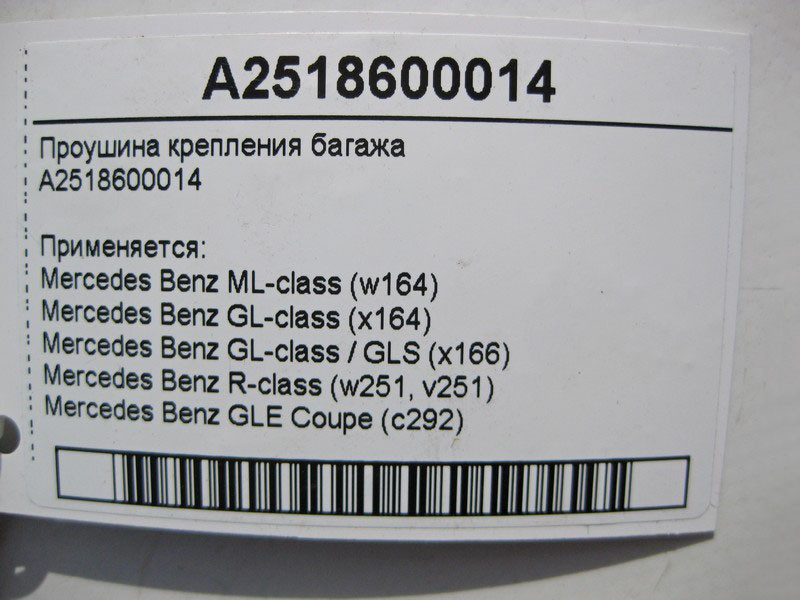 A2518600014
Проушина крепления багажа
A2518600014
Применяется:
Mercedes Benz ML-class (w164)
Mercedes Benz GL-class (x164)
Mercedes Benz GL-class / GLS (x166)
Mercedes Benz R-class (w251, v251)
Mercedes Benz GLE Coupe (c292)